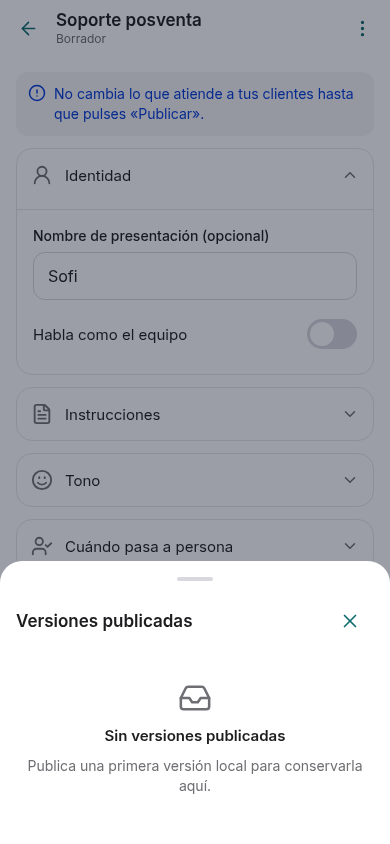 Soporte posventa
Borrador
No cambia lo que atiende a tus clientes hasta
que pulses «Publicar».
Identidad
Nombre de presentación (opcional)
Sofi
Habla como el equipo
Instrucciones
Tono
Cuándo pasa a persona
Versiones publicadas
Sin versiones publicadas
Publica una primera versión local para conservarla
aquí.